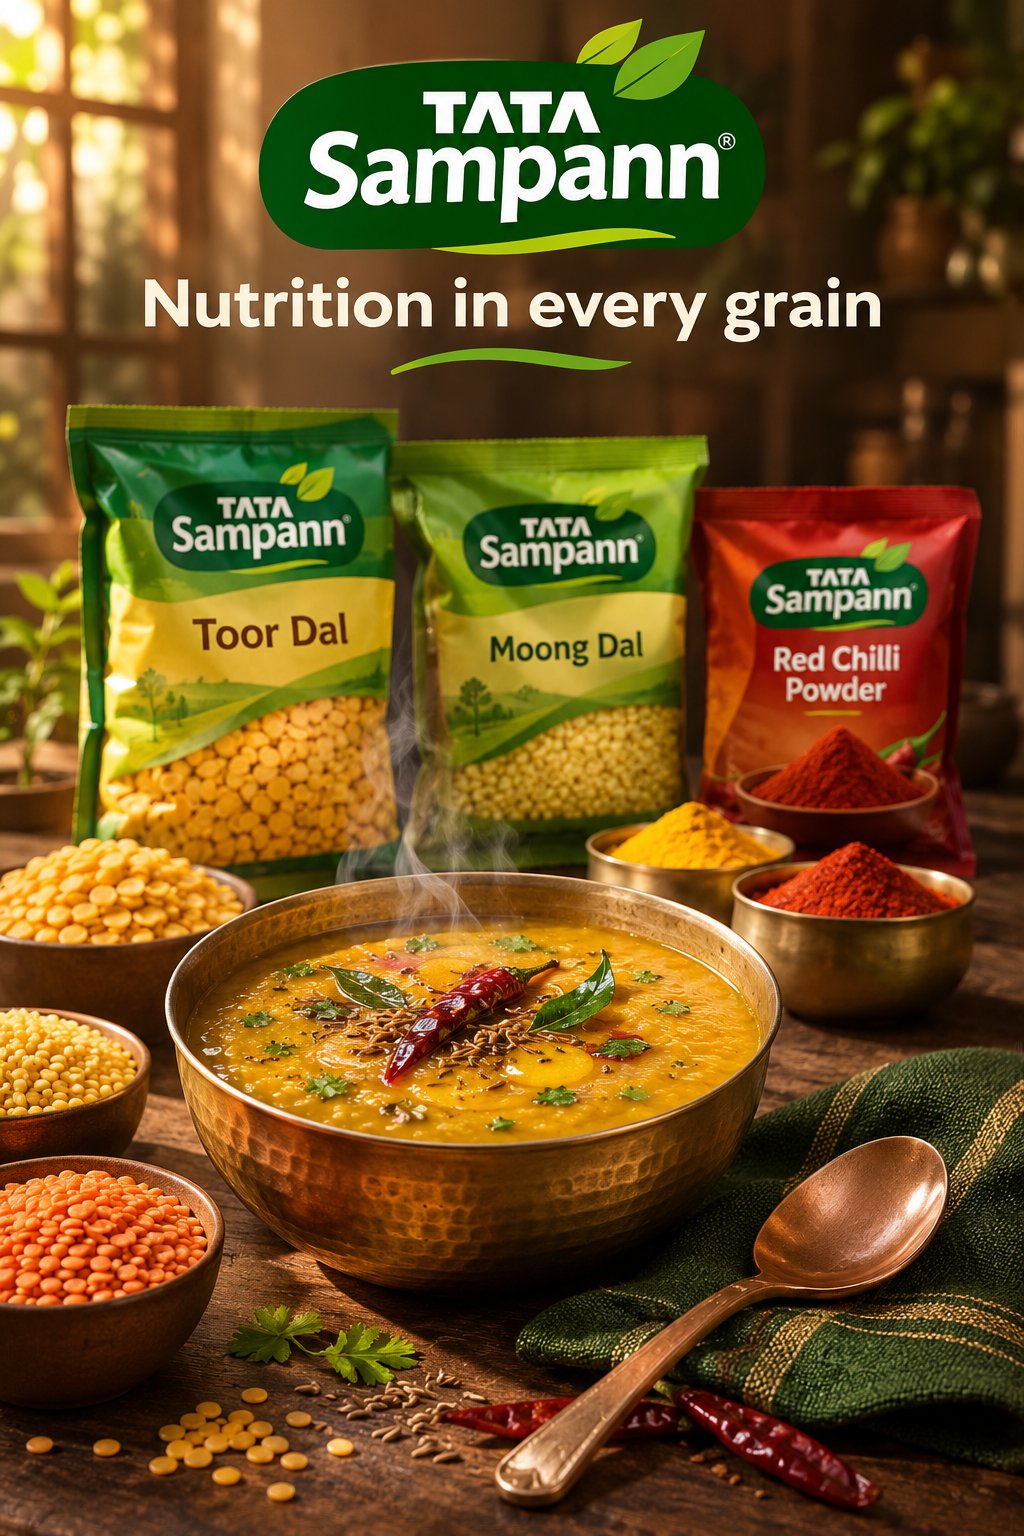 TATA
Sampann®
Nutrition in every grain
TATA
Sampann®
Toor Dal
TATA
Sampann®
Moong Dal
TATA
Sampann®
Red Chilli
Powder